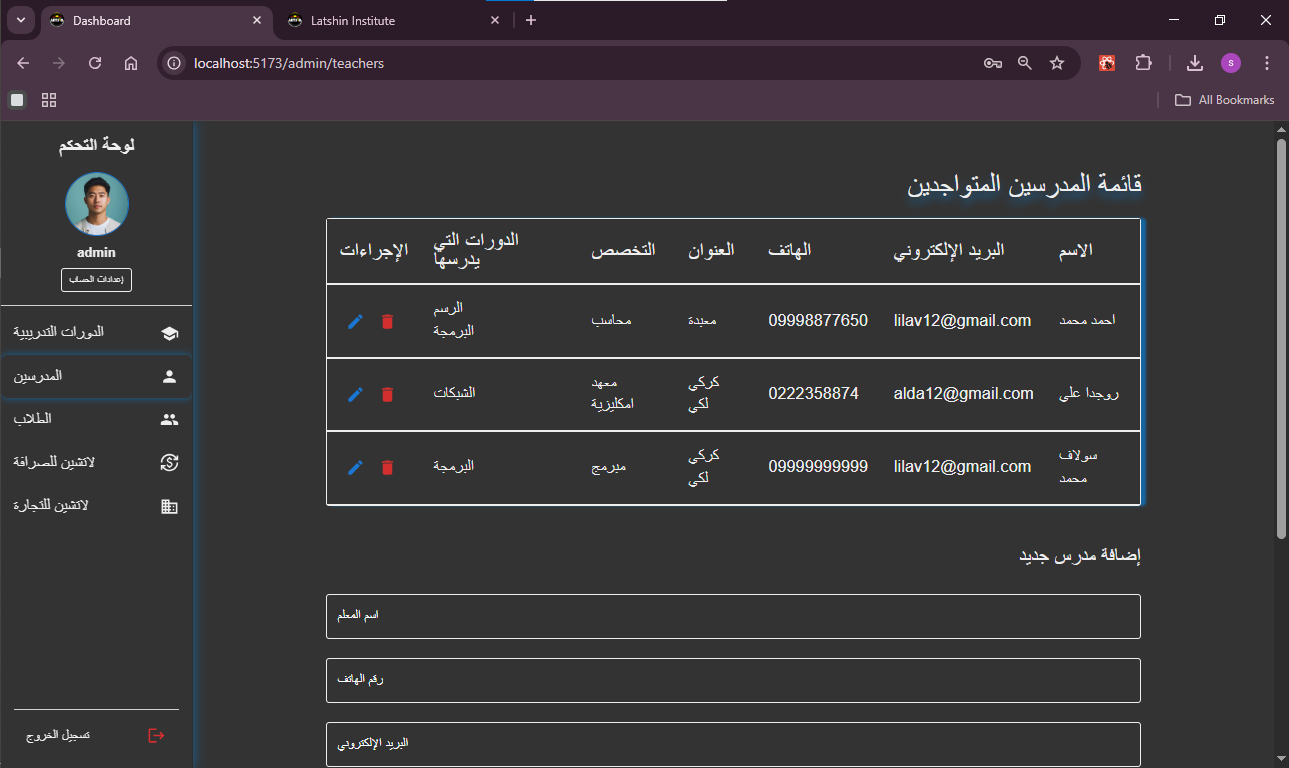 Dashboard
Latshin Institute
localhost:5173/admin/teachers
S
All Bookmarks
لوحة التحكم
admin
إعدادات الحساب
الدورات التدريبية
المدرسين
الطلاب
لاتشين للصرافة
لاتشين للتجارة
تسجيل الخروج
قائمة المدرسين المتواجدين
الاسم البريد الإلكتروني الهاتف العنوان التخصص الدورات التي يدرسها الإجراءات
احمد محمد lilav12@gmail.com 09998877650 معبدة محاسب الرسم البرمجة
روجدا علي alda12@gmail.com 0222358874 كركي لكي معهد امكليزية الشبكات
سولاف محمد lilav12@gmail.com 09999999999 كركي لكي مبرمج البرمجة
إضافة مدرس جديد
اسم المعلم
رقم الهاتف
البريد الإلكتروني